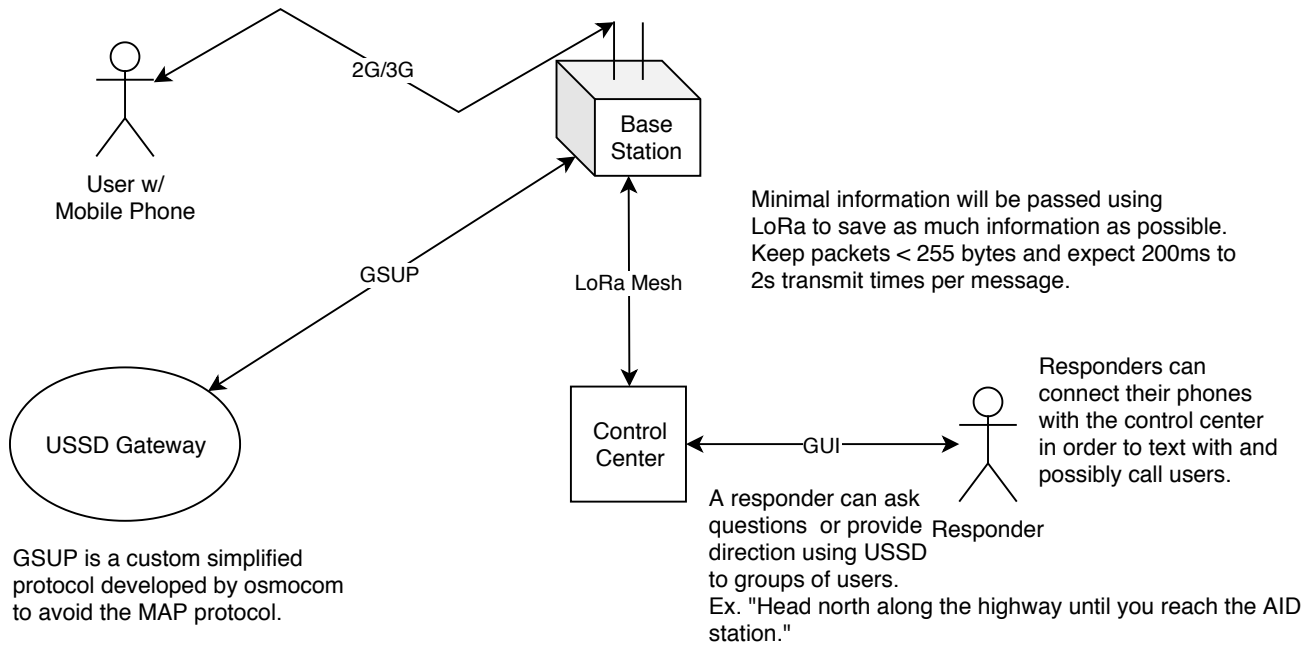 2G/3G
Base
Station
User w/
Mobile Phone
Minimal information will be passed using
LoRa to save as much information as possible.
Keep packets < 255 bytes and expect 200ms to
2s transmit times per message.
GSUP
LoRa Mesh
USSD Gateway
Control
Center
GUI
Responders can
connect their phones
with the control center
in order to text with and
possibly call users.
Responder
A responder can ask
questions or provide
direction using USSD
to groups of users.
Ex. "Head north along the highway until you reach the AID
station."
GSUP is a custom simplified
protocol developed by osmocom
to avoid the MAP protocol.